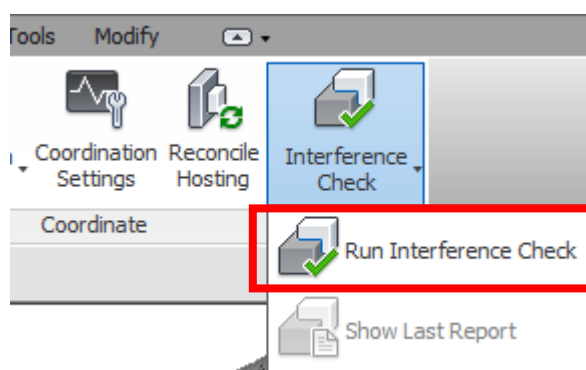 Tools Modify
Coordination Reconcile Interference
Settings Hosting Check
Coordinate
Run Interference Check
Show Last Report